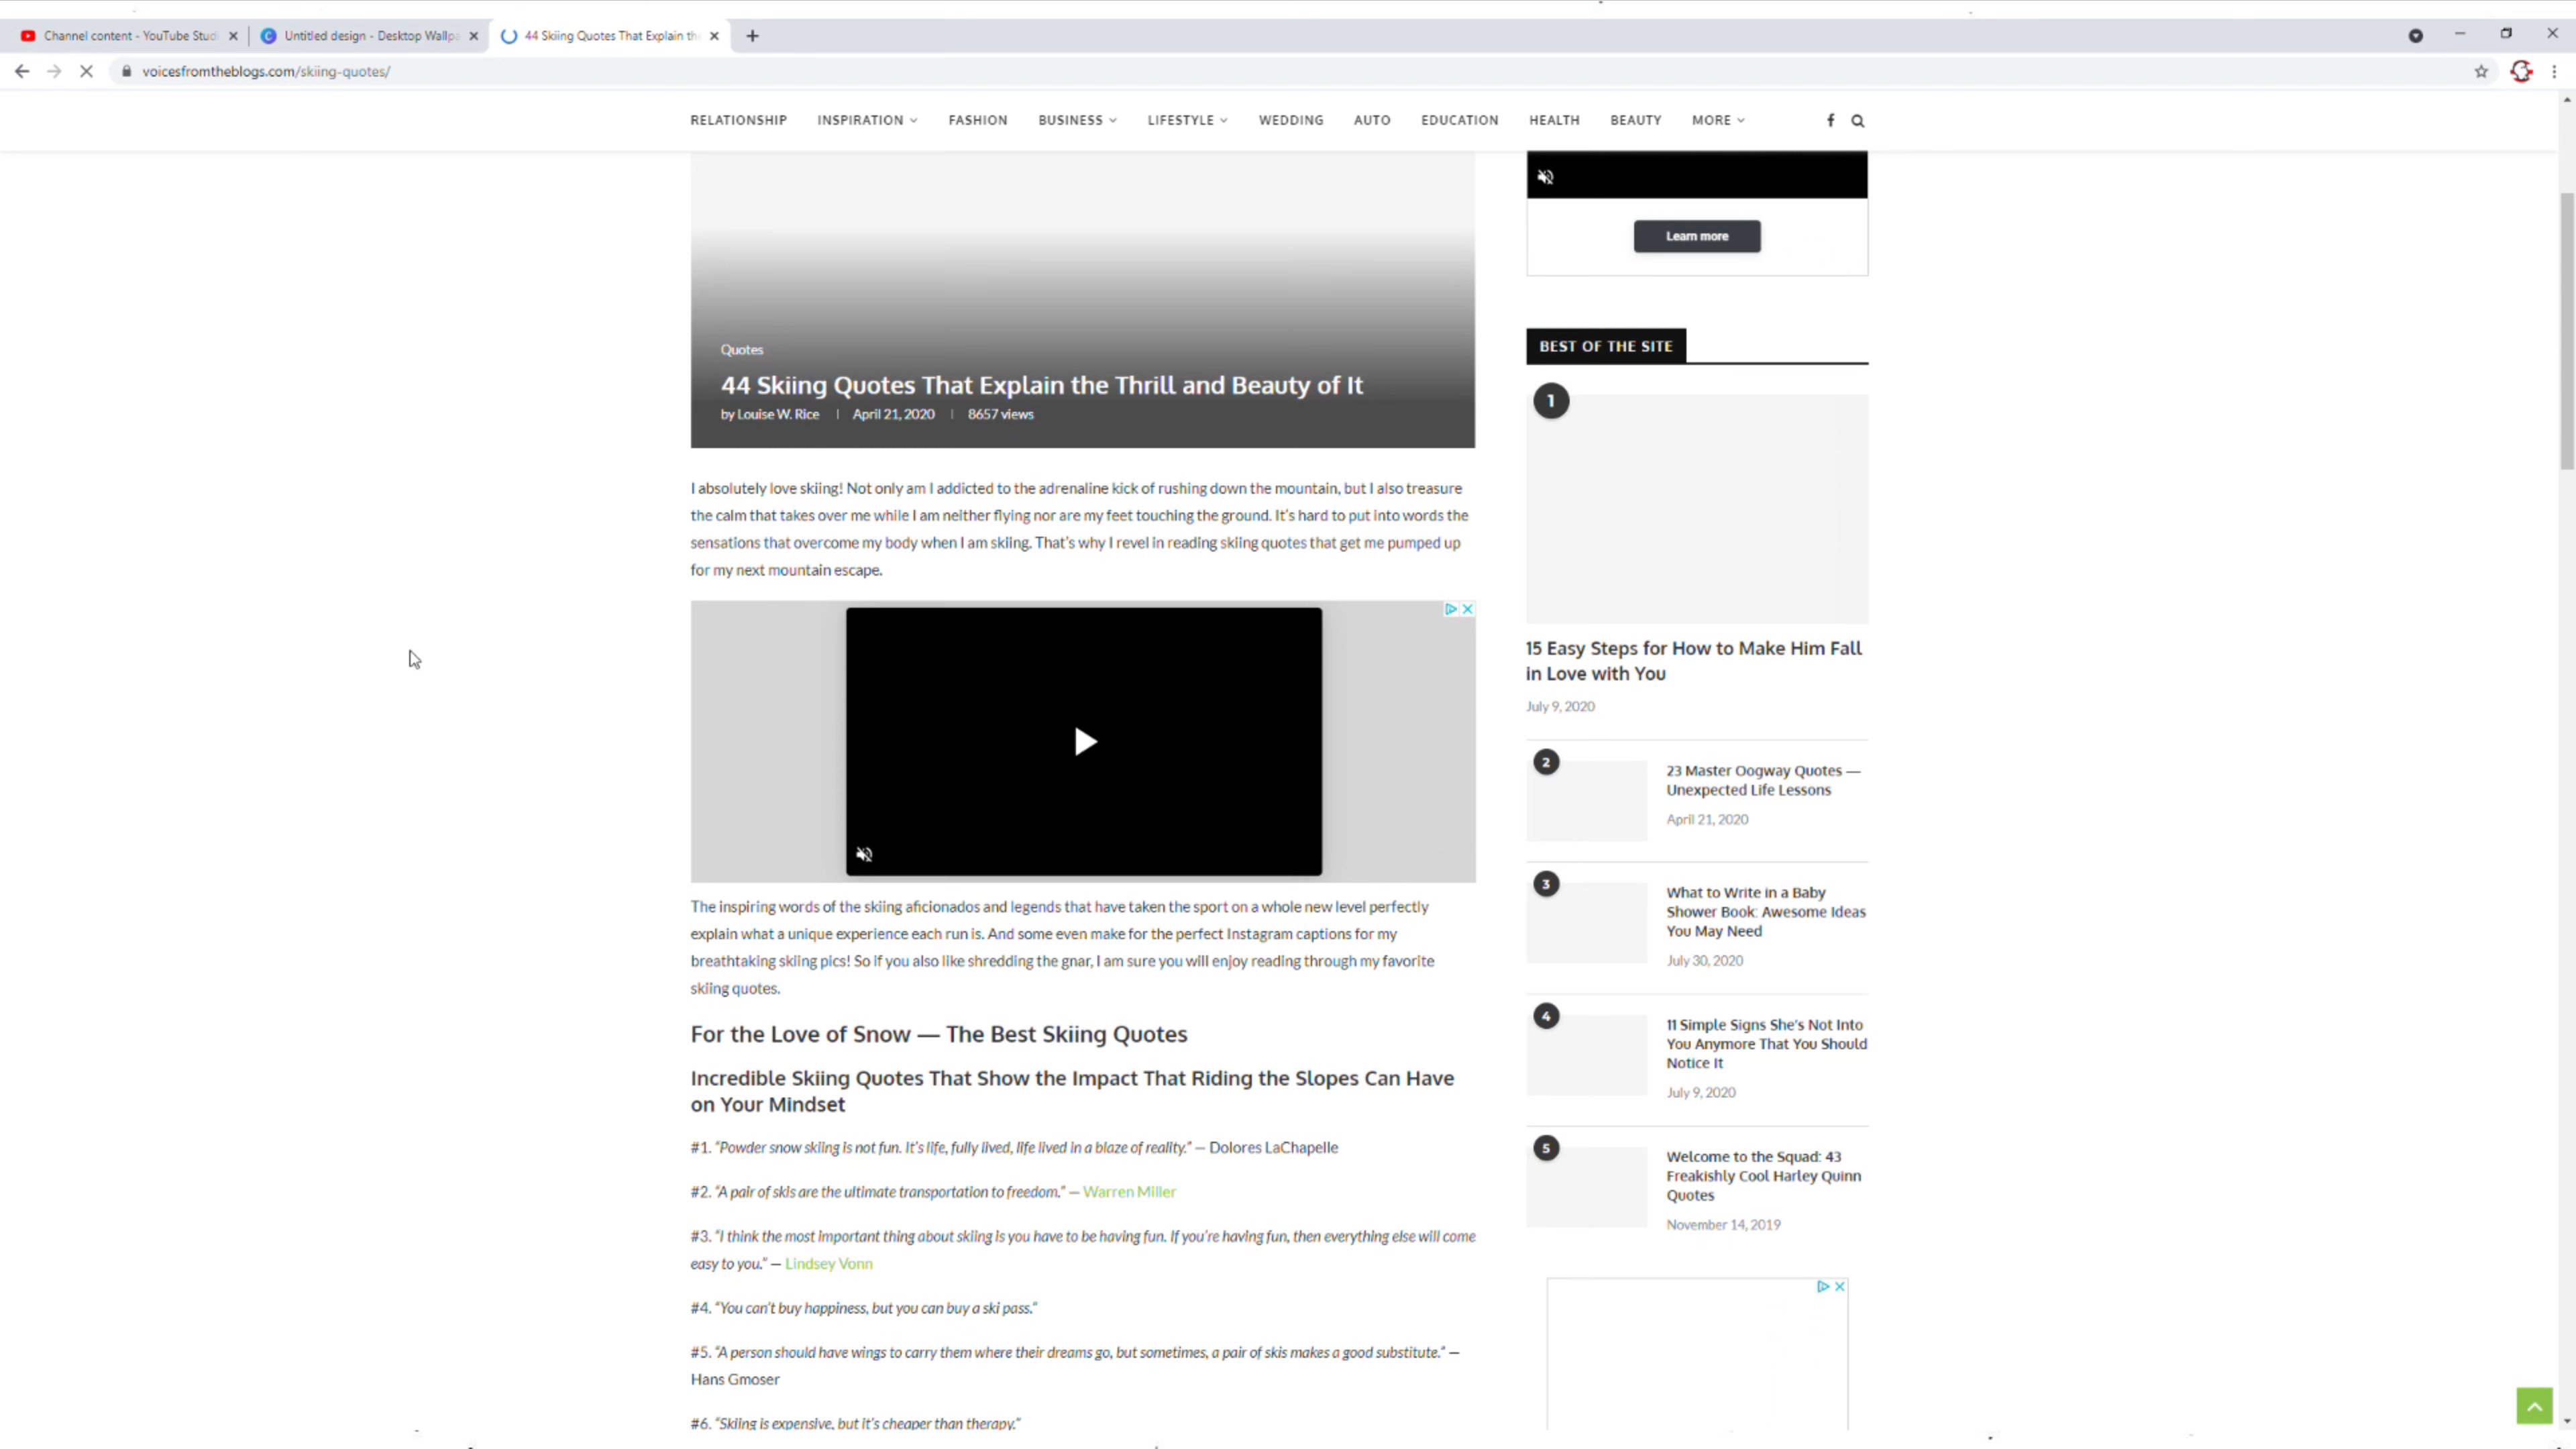 Channel content - YouTube Stud
Untitled design - Desktop Wallp
44 Skiing Quotes That Explain th
voicesfromtheblogs.com/skiing-quotes/
RELATIONSHIP INSPIRATION FASHION BUSINESS LIFESTYLE WEDDING AUTO EDUCATION HEALTH BEAUTY MORE
Quotes
44 Skiing Quotes That Explain the Thrill and Beauty of It
by Louise W. Rice | April 21, 2020 | 8657 views
I absolutely love skiing! Not only am I addicted to the adrenaline kick of rushing down the mountain, but I also treasure
the calm that takes over me while I am neither flying nor are my feet touching the ground. It's hard to put into words the
sensations that overcome my body when I am skiing. That's why I revel in reading skiing quotes that get me pumped up
for my next mountain escape.
The inspiring words of the skiing aficionados and legends that have taken the sport on a whole new level perfectly
explain what a unique experience each run is. And some even make for the perfect Instagram captions for my
breathtaking skiing pics! So if you also like shredding the gnar, I am sure you will enjoy reading through my favorite
skiing quotes.
For the Love of Snow — The Best Skiing Quotes
Incredible Skiing Quotes That Show the Impact That Riding the Slopes Can Have
on Your Mindset
#1. “Powder snow skiing is not fun. It's life, fully lived, life lived in a blaze of reality.” — Dolores LaChapelle
#2. “A pair of skis are the ultimate transportation to freedom.” — Warren Miller
#3. “I think the most important thing about skiing is you have to be having fun. If you're having fun, then everything else will come
easy to you.” — Lindsey Vonn
#4. “You can't buy happiness, but you can buy a ski pass.”
#5. “A person should have wings to carry them where their dreams go, but sometimes, a pair of skis makes a good substitute.” —
Hans Gmoser
#6. “Skiing is expensive, but it's cheaper than therapy.”
Learn more
BEST OF THE SITE
1
15 Easy Steps for How to Make Him Fall
in Love with You
July 9, 2020
2
23 Master Oogway Quotes —
Unexpected Life Lessons
April 21, 2020
3
What to Write in a Baby
Shower Book: Awesome Ideas
You May Need
July 30, 2020
4
11 Simple Signs She's Not Into
You Anymore That You Should
Notice It
July 9, 2020
5
Welcome to the Squad: 43
Freakishly Cool Harley Quinn
Quotes
November 14, 2019